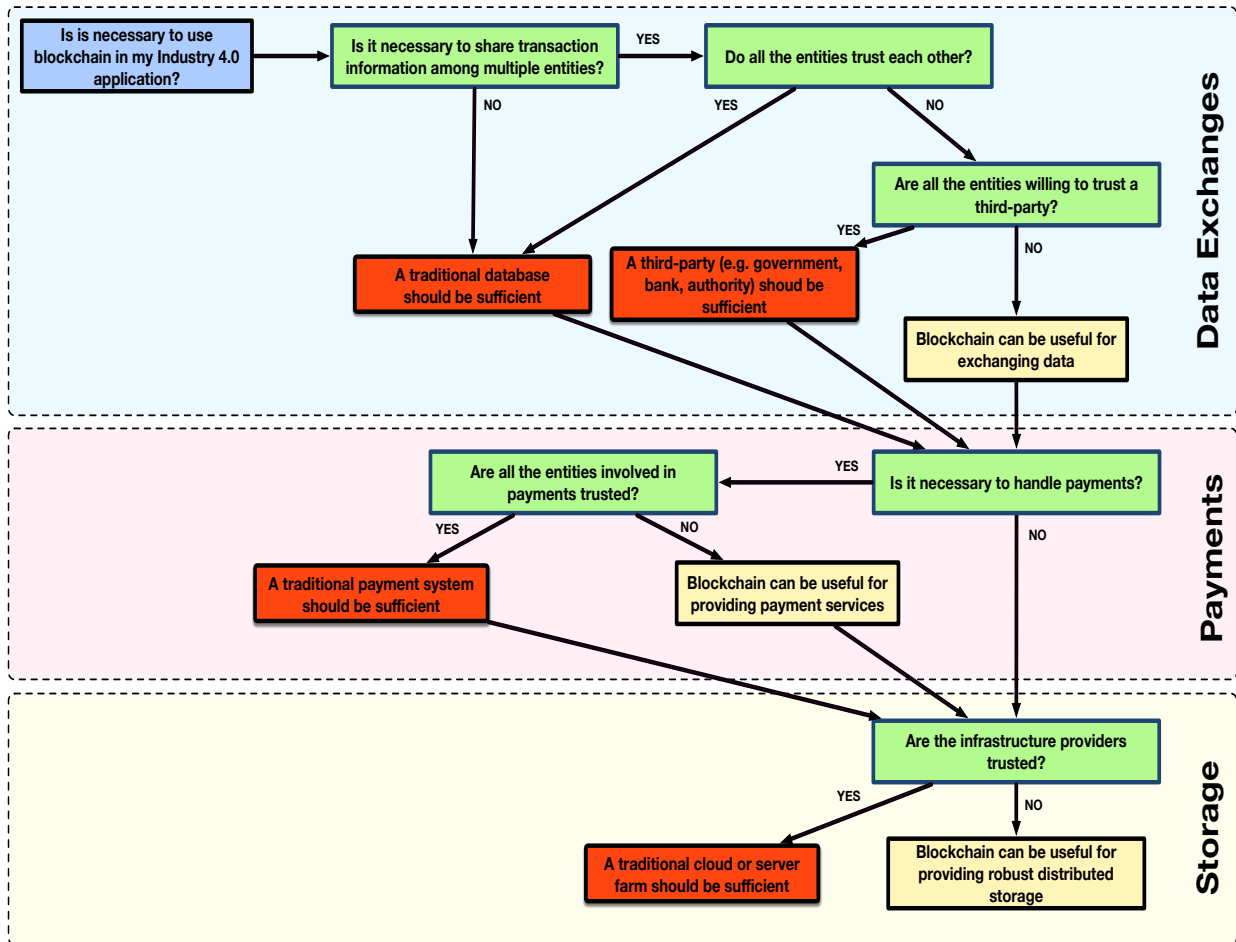 Is is necessary to use
blockchain in my Industry 4.0
application?
Is it necessary to share transaction
information among multiple entities?
YES
Do all the entities trust each other?
NO
YES
NO
Are all the entities willing to trust a
third-party?
YES
NO
A traditional database
should be sufficient
A third-party (e.g. government,
bank, authority) shoud be
sufficient
Blockchain can be useful for
exchanging data
Data Exchanges
Are all the entities involved in
payments trusted?
YES
Is it necessary to handle payments?
YES
NO
NO
A traditional payment system
should be sufficient
Blockchain can be useful for
providing payment services
Payments
Are the infrastructure providers
trusted?
YES
NO
A traditional cloud or server
farm should be sufficient
Blockchain can be useful for
providing robust distributed
storage
Storage